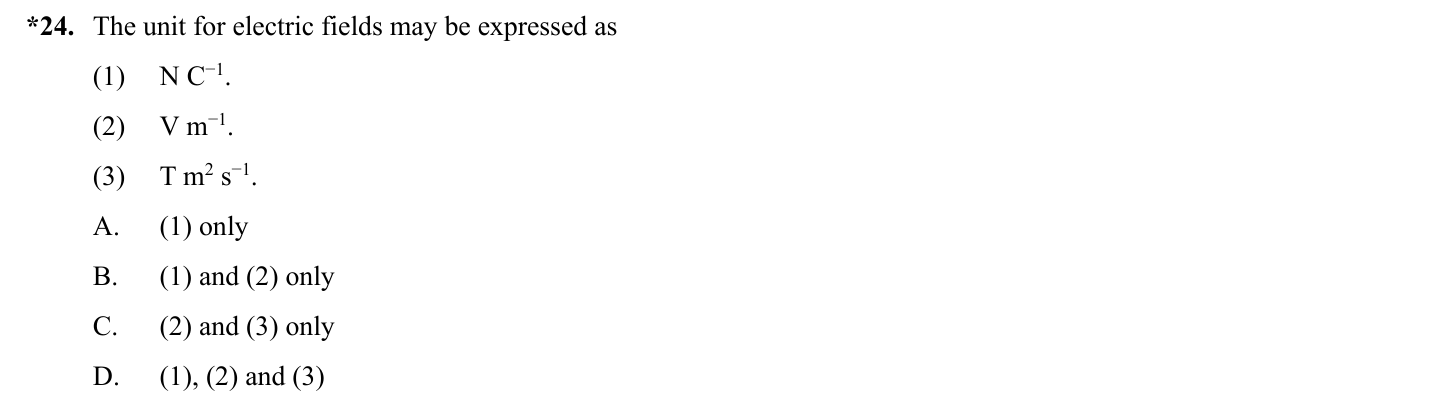 *24. The unit for electric fields may be expressed as
(1) N C⁻¹.
(2) V m⁻¹.
(3) T m² s⁻¹.
A. (1) only
B. (1) and (2) only
C. (2) and (3) only
D. (1), (2) and (3)